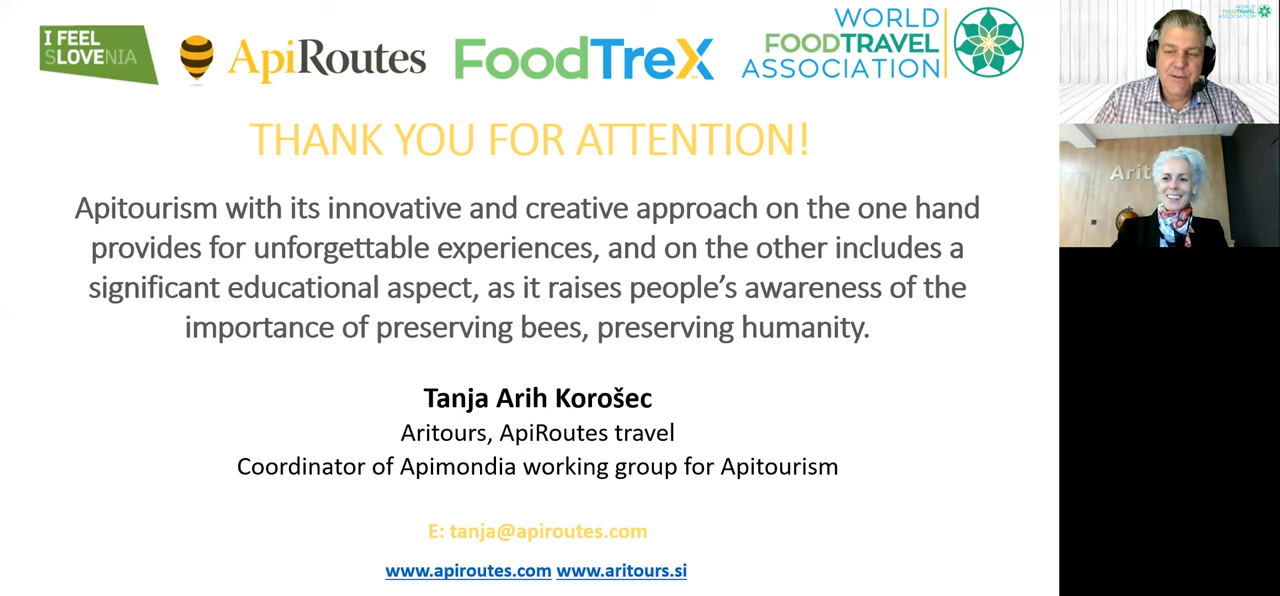 I FEEL
SLOVENIA
ApiRoutes
FoodTreX
WORLD
FOODTRAVEL
ASSOCIATION
THANK YOU FOR ATTENTION!
Apitourism with its innovative and creative approach on the one hand
provides for unforgettable experiences, and on the other includes a
significant educational aspect, as it raises people’s awareness of the
importance of preserving bees, preserving humanity.
Tanja Arih Korošec
Aritours, ApiRoutes travel
Coordinator of Apimondia working group for Apitourism
E: tanja@apiroutes.com
www.apiroutes.com www.aritours.si
WORLD
FOODTRAVEL
ASSOCIATION